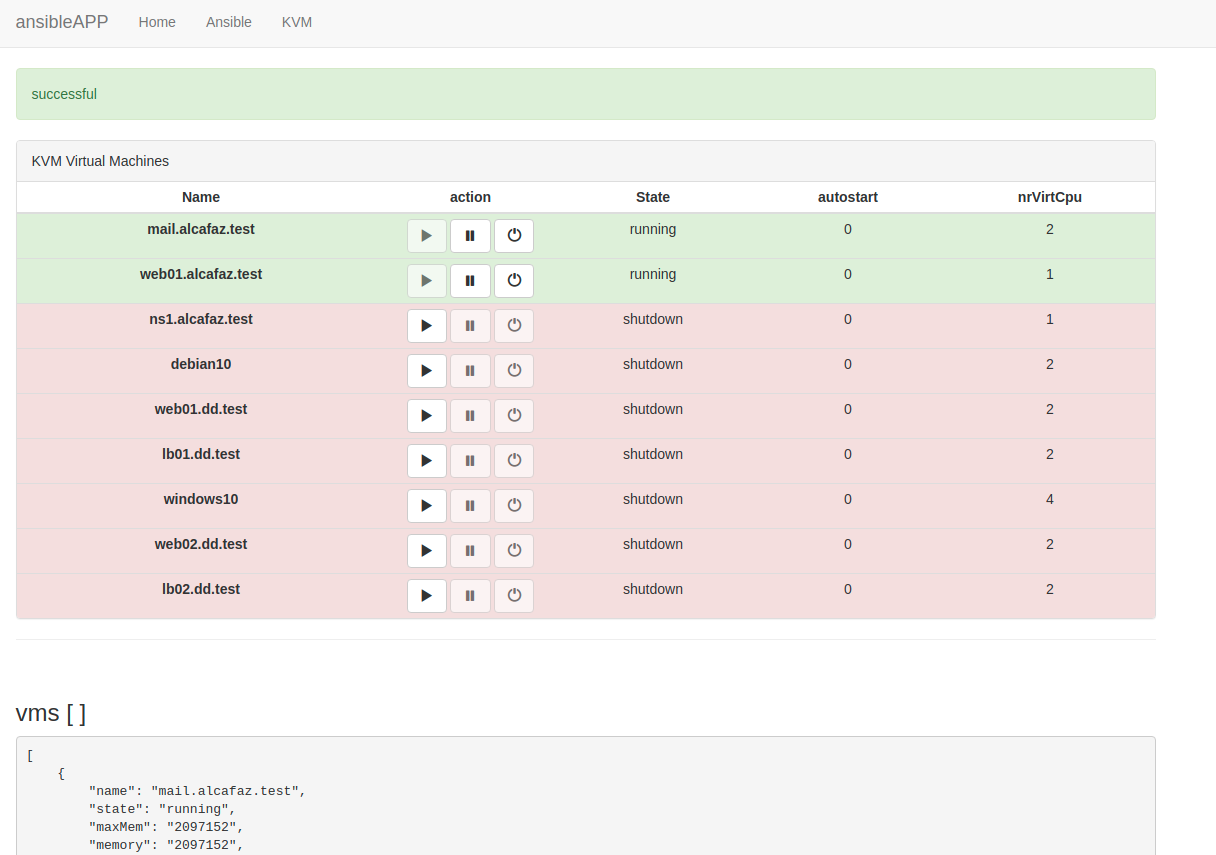 ansibleAPP Home Ansible KVM
successful
KVM Virtual Machines
Name action State autostart nrVirtCpu
mail.alcafaz.test running 0 2
web01.alcafaz.test running 0 1
ns1.alcafaz.test shutdown 0 1
debian10 shutdown 0 2
web01.dd.test shutdown 0 2
lb01.dd.test shutdown 0 2
windows10 shutdown 0 4
web02.dd.test shutdown 0 2
lb02.dd.test shutdown 0 2
vms [ ]
[
    {
        "name": "mail.alcafaz.test",
        "state": "running",
        "maxMem": "2097152",
        "memory": "2097152",